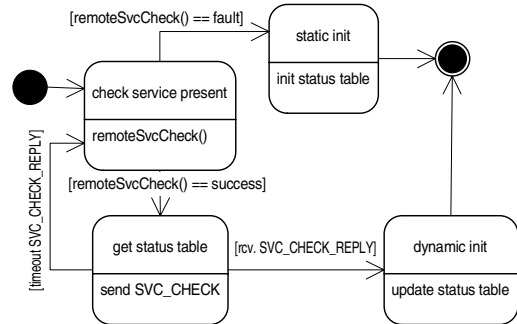 [remoteSvcCheck() == fault]
static init
init status table
check service present
remoteSvcCheck()
[timeout SVC_CHECK_REPLY]
[remoteSvcCheck() == success]
get status table
send SVC_CHECK
[rcv. SVC_CHECK_REPLY]
dynamic init
update status table